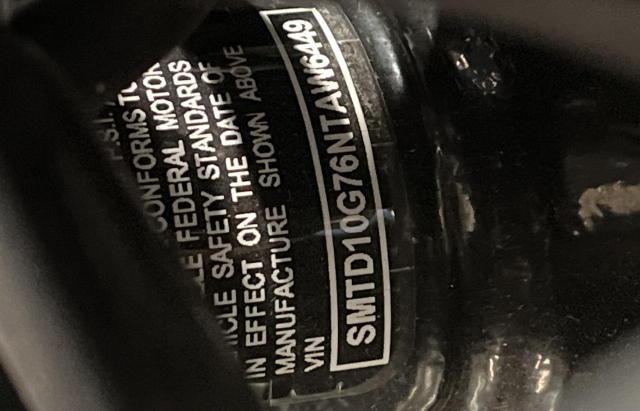 P.S.I.
CONFORMS TO
FEDERAL MOTOR
SAFETY STANDARDS
IN EFFECT ON THE DATE OF
MANUFACTURE SHOWN ABOVE
VIN SMTD10G76NTAW6449